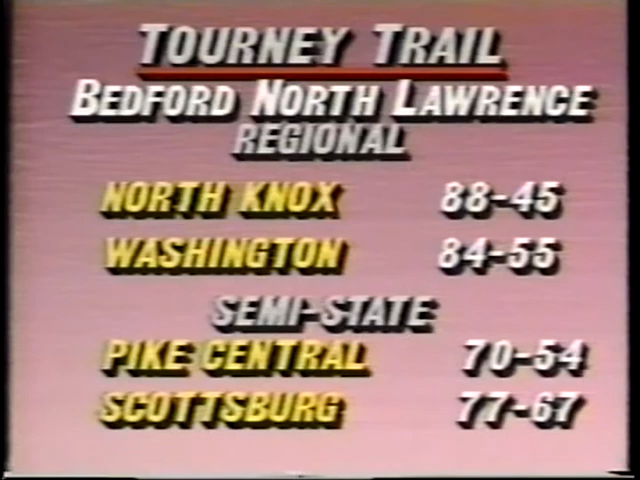 TOURNEY TRAIL
BEDFORD NORTH LAWRENCE
REGIONAL
NORTH KNOX 88-45
WASHINGTON 84-55
SEMI-STATE
PIKE CENTRAL 70-54
SCOTTSBURG 77-67